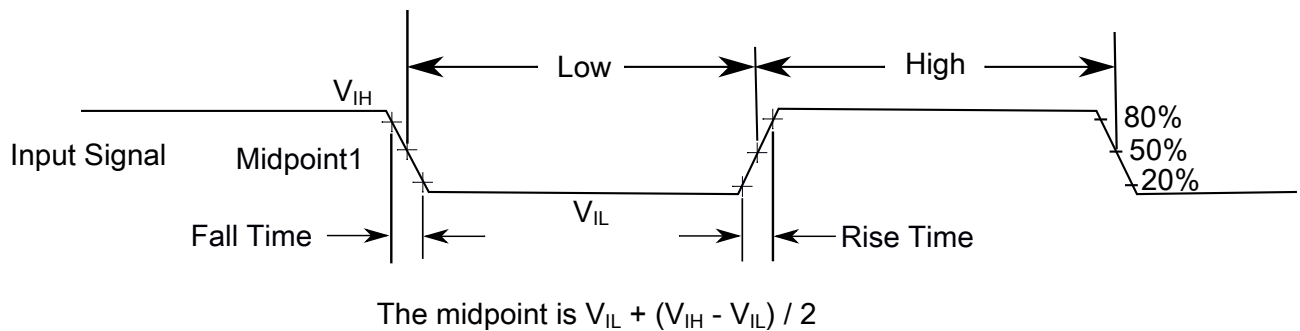 Low
High
V_IH
80%
Input Signal
Midpoint1
50%
20%
V_IL
Fall Time
Rise Time
The midpoint is V_IL + (V_IH - V_IL) / 2